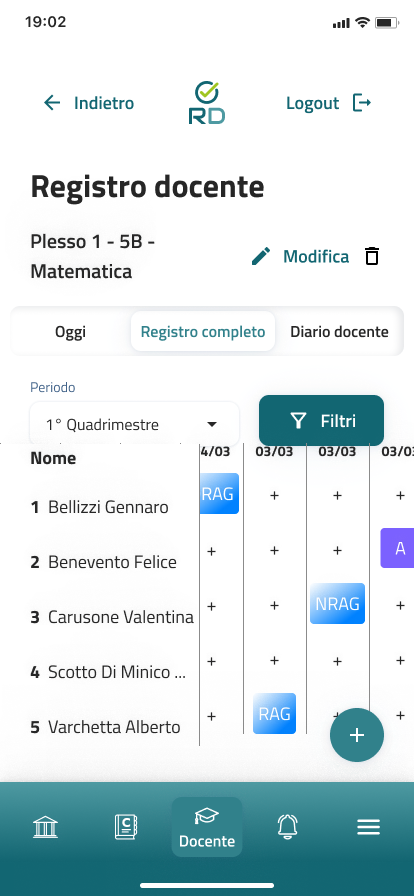 19:02
Indietro
RD
Logout
Registro docente
Plesso 1 - 5B -
Matematica
Modifica
Oggi
Registro completo
Diario docente
Periodo
1° Quadrimestre
Filtri
Nome
4/03
03/03
03/03
03/0
1 Bellizzi Gennaro
RAG
+
+
+
2 Benevento Felice
+
+
+
A
3 Carusone Valentina
+
+
NRAG
+
4 Scotto Di Minico ...
+
+
+
+
5 Varchetta Alberto
+
RAG
+
+
+
C
Docente